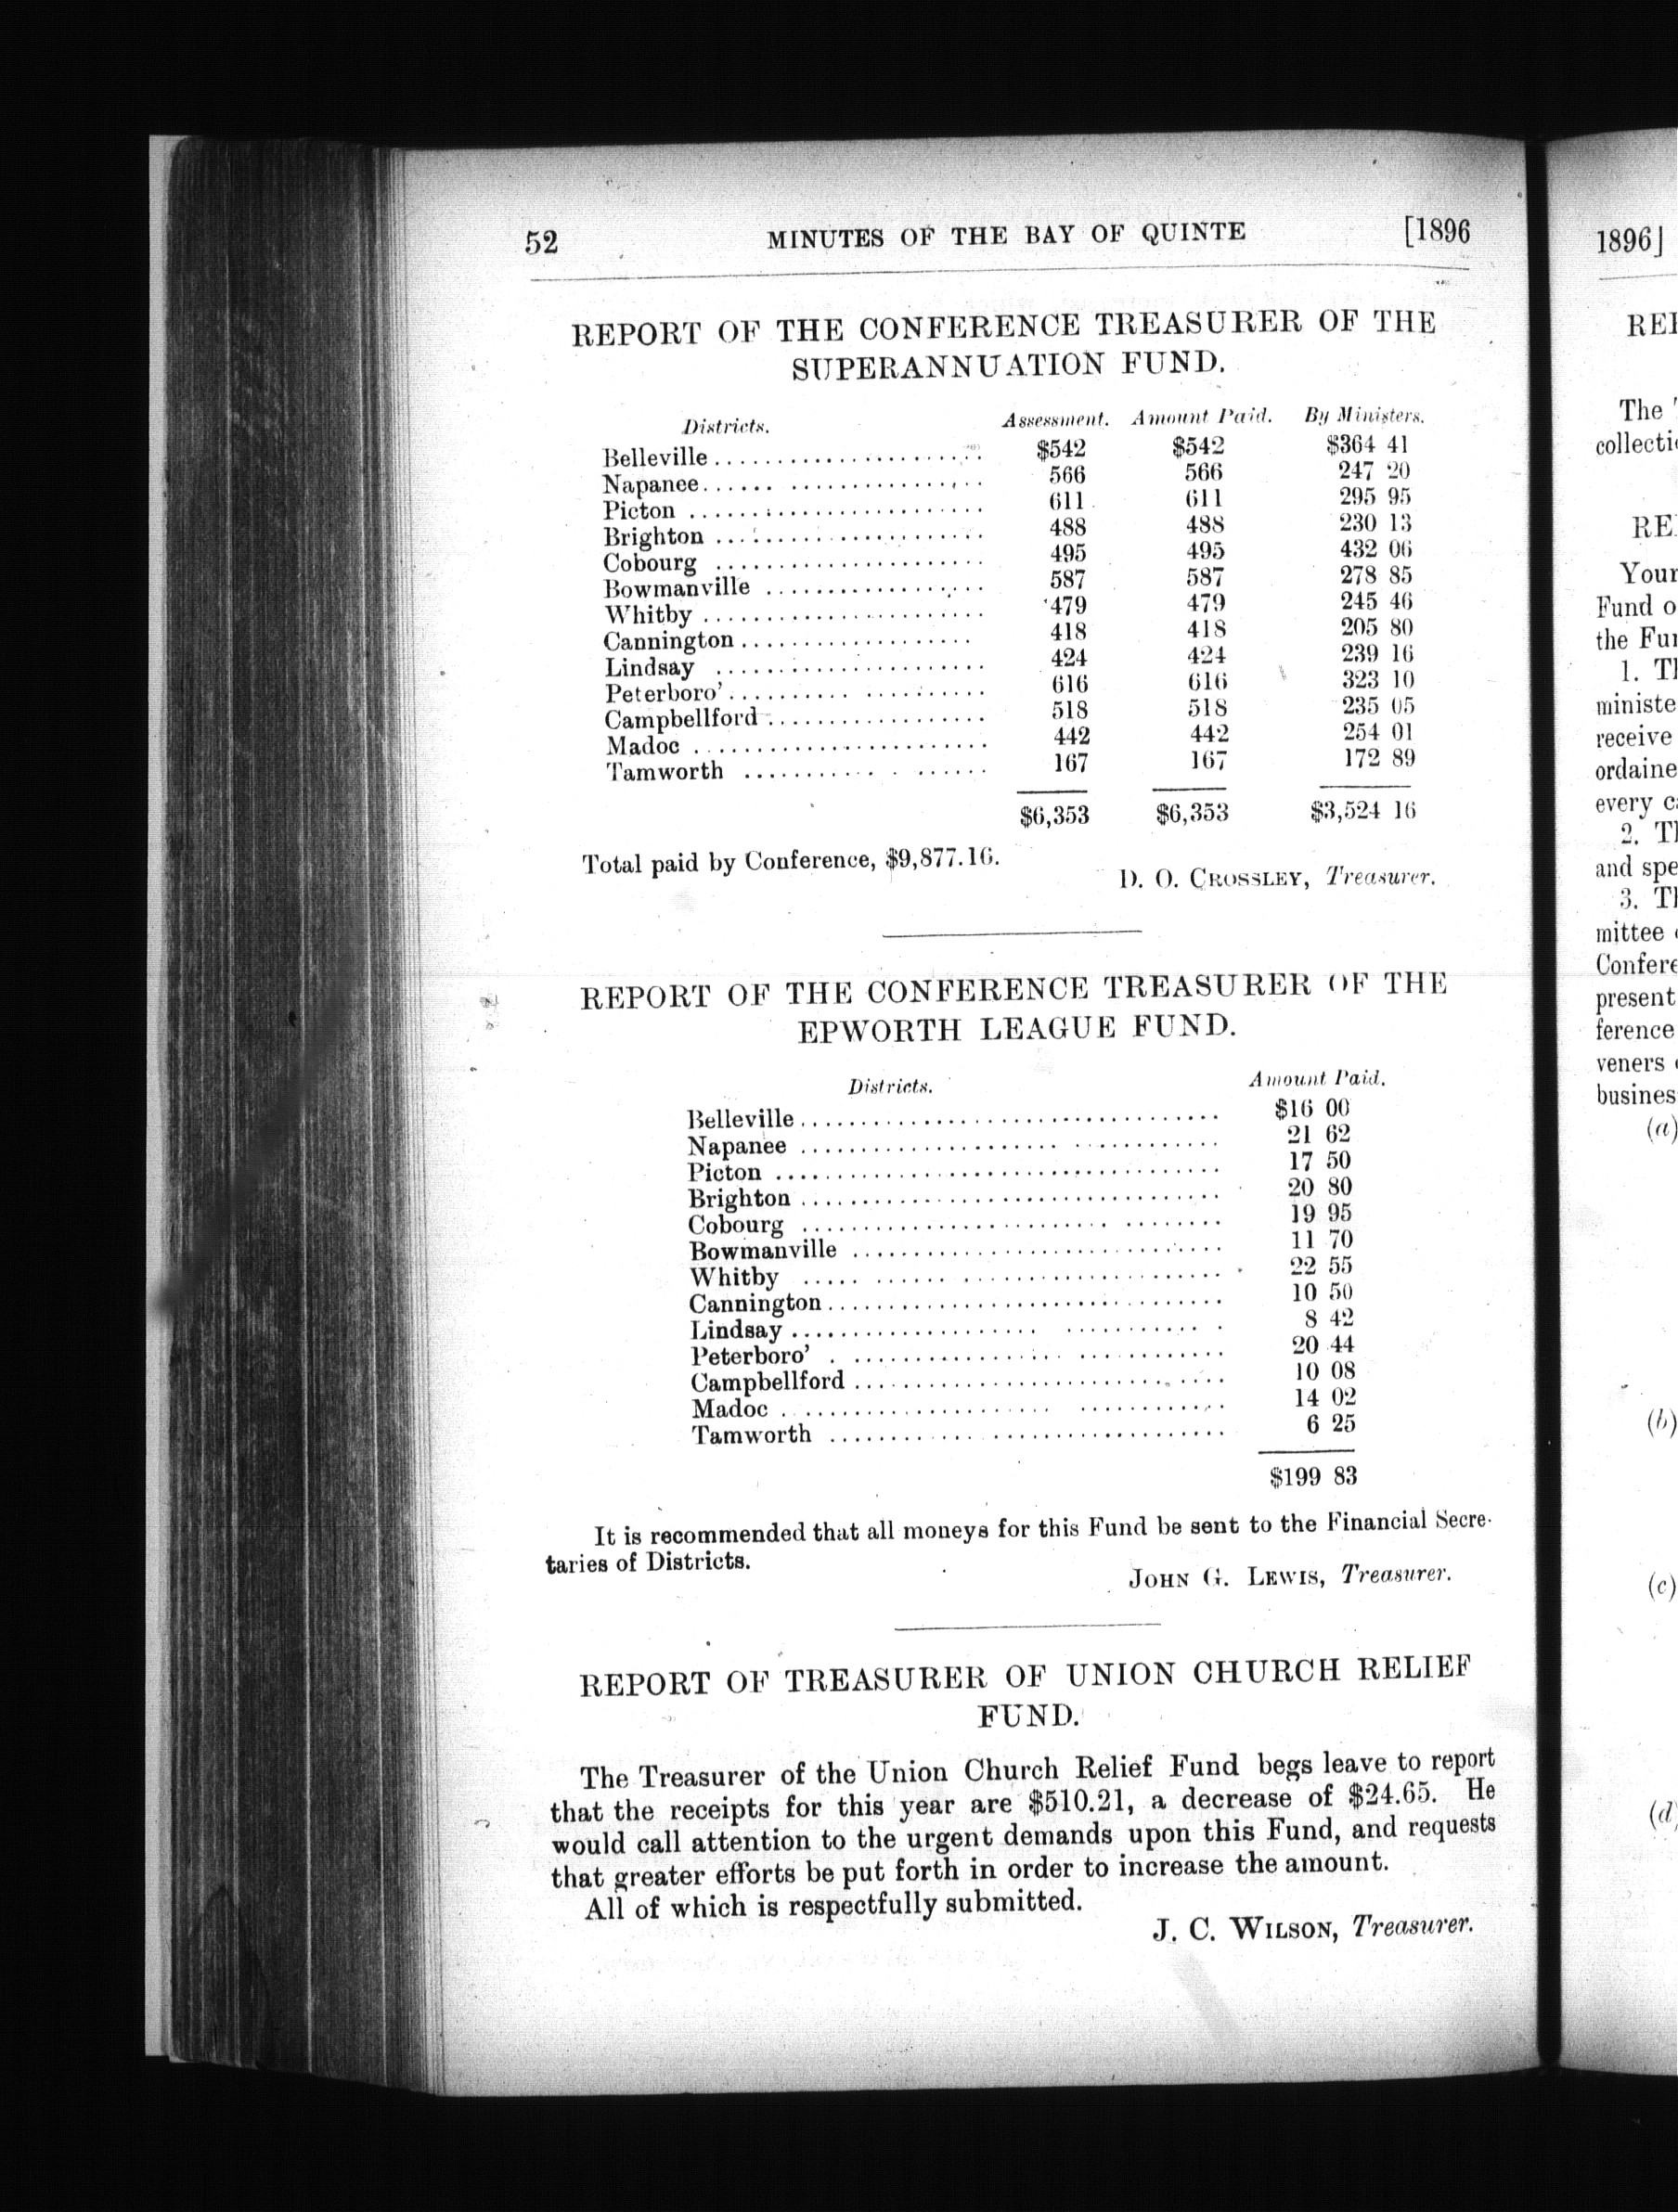 52 MINUTES OF THE BAY OF QUINTE [1896
REPORT OF THE CONFERENCE TREASURER OF THE
SUPERANNUATION FUND.
Districts. Assessment. Amount Paid. By Ministers.
Belleville $542 $542 $364 41
Napanee 566 566 247 20
Picton 611 611 295 95
Brighton 488 488 230 13
Cobourg 495 495 432 06
Bowmanville 587 587 278 85
Whitby 479 479 245 46
Cannington 418 418 205 80
Lindsay 424 424 239 16
Peterboro' 616 616 323 10
Campbellford 518 518 235 05
Madoc 442 442 254 01
Tamworth 167 167 172 89
$6,353 $6,353 $3,524 16
Total paid by Conference, $9,877.16.
D. O. CROSSLEY, Treasurer.
REPORT OF THE CONFERENCE TREASURER OF THE
EPWORTH LEAGUE FUND.
Districts. Amount Paid.
Belleville $16 00
Napanee 21 62
Picton 17 50
Brighton 20 80
Cobourg 19 95
Bowmanville 11 70
Whitby 22 55
Cannington 10 50
Lindsay 8 42
Peterboro' 20 44
Campbellford 10 08
Madoc 14 02
Tamworth 6 25
$199 83
It is recommended that all moneys for this Fund be sent to the Financial Secre-
taries of Districts.
JOHN G. LEWIS, Treasurer.
REPORT OF TREASURER OF UNION CHURCH RELIEF
FUND.
The Treasurer of the Union Church Relief Fund begs leave to report
that the receipts for this year are $510.21, a decrease of $24.65. He
would call attention to the urgent demands upon this Fund, and requests
that greater efforts be put forth in order to increase the amount.
All of which is respectfully submitted.
J. C. WILSON, Treasurer.
1896]
The
collecti
RE
Your
Fund o
the Fu
1. T
ministe
receive
ordaine
every c
2. T
and spe
3. T
mittee
Confere
present
ference
veners
busines
(a)
(b)
(c)
(d)